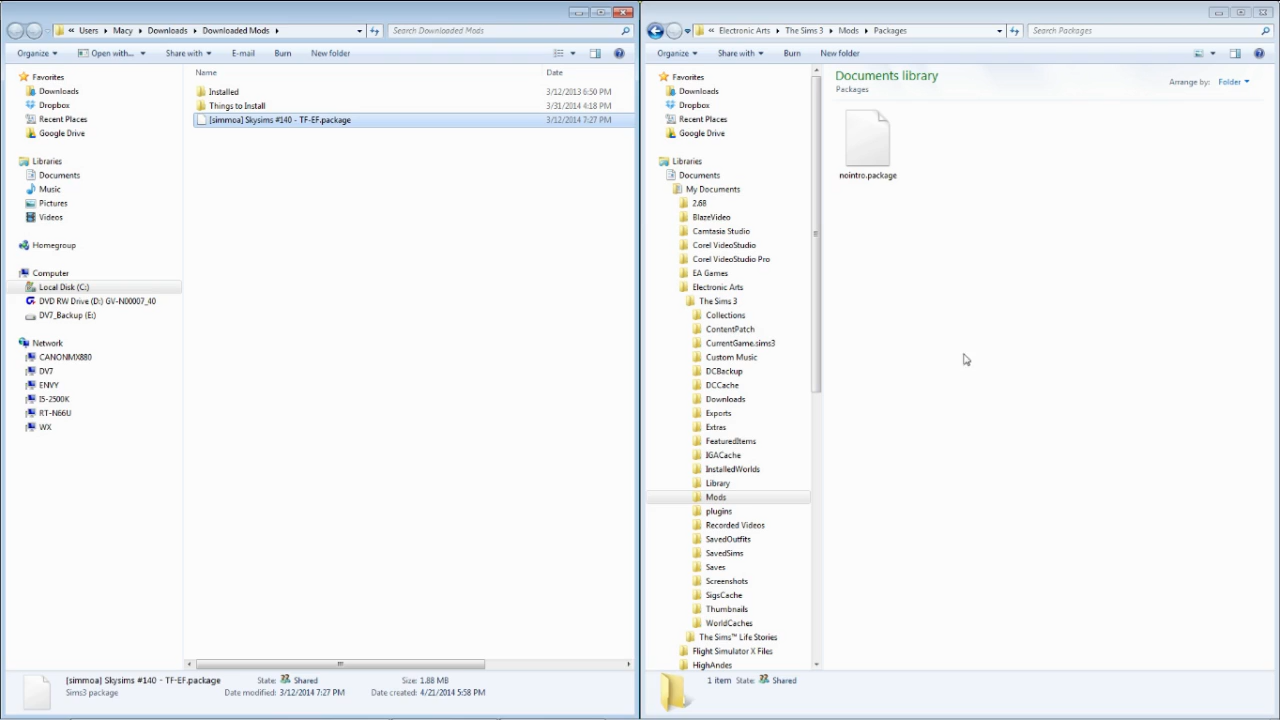 « Users ▸ Macy ▸ Downloads ▸ Downloaded Mods ▸
Search Downloaded Mods
Organize
Open with...
Share with
E-mail
Burn
New folder
Favorites
Downloads
Dropbox
Recent Places
Google Drive
Libraries
Documents
Music
Pictures
Videos
Homegroup
Computer
Local Disk (C:)
DVD RW Drive (D:) GV-N00007_40
DV7_Backup (E:)
Network
CANONMX880
DV7
ENVY
I5-2500K
RT-N66U
WX
Name Date
Installed 3/12/2013 6:50 PM
Things to Install 3/31/2014 4:18 PM
[simmoa] Skysims #140 - TF-EF.package 3/12/2014 7:27 PM
[simmoa] Skysims #140 - TF-EF.package State: Shared Size: 1.88 MB
Sims3 package Date modified: 3/12/2014 7:27 PM Date created: 4/21/2014 5:58 PM
« Electronic Arts ▸ The Sims 3 ▸ Mods ▸ Packages
Search Packages
Organize
Share with
Burn
New folder
Favorites
Downloads
Dropbox
Recent Places
Google Drive
Libraries
Documents
My Documents
2.68
BlazeVideo
Camtasia Studio
Corel VideoStudio
Corel VideoStudio Pro
EA Games
Electronic Arts
The Sims 3
Collections
ContentPatch
CurrentGame.sims3
Custom Music
DCBackup
DCCache
Downloads
Exports
Extras
FeaturedItems
IGACache
InstalledWorlds
Library
Mods
plugins
Recorded Videos
SavedOutfits
SavedSims
Saves
Screenshots
SigsCache
Thumbnails
WorldCaches
The Sims™ Life Stories
Flight Simulator X Files
HighAndes
Documents library
Packages
Arrange by: Folder
nointro.package
1 item State: Shared